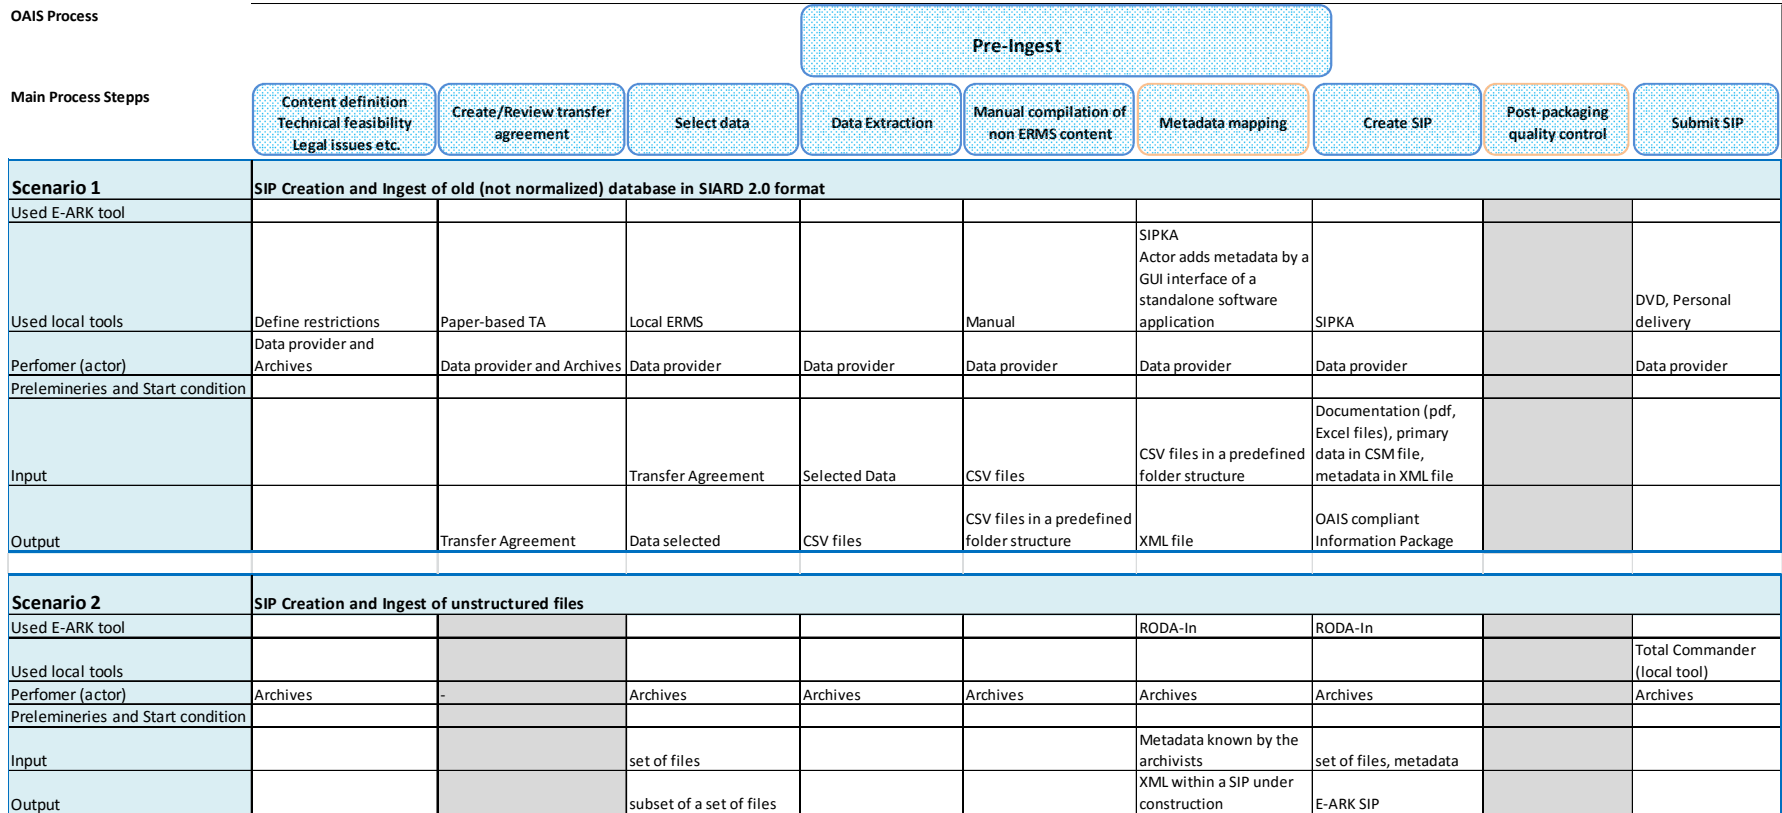 OAIS Process
Pre-Ingest
Main Process Stepps
Content definition
Technical feasibility
Legal issues etc.
Create/Review transfer
agreement
Select data
Data Extraction
Manual compilation of
non ERMS content
Metadata mapping
Create SIP
Post-packaging
quality control
Submit SIP
Scenario 1
SIP Creation and Ingest of old (not normalized) database in SIARD 2.0 format
Used E-ARK tool
Used local tools
Define restrictions
Paper-based TA
Local ERMS
Manual
SIPKA
Actor adds metadata by a
GUI interface of a
standalone software
application
SIPKA
DVD, Personal
delivery
Perfomer (actor)
Data provider and
Archives
Data provider and Archives
Data provider
Data provider
Data provider
Data provider
Data provider
Data provider
Prelemineries and Start condition
Input
Transfer Agreement
Selected Data
CSV files
CSV files in a predefined
folder structure
Documentation (pdf,
Excel files), primary
data in CSM file,
metadata in XML file
Output
Transfer Agreement
Data selected
CSV files
CSV files in a predefined
folder structure
XML file
OAIS compliant
Information Package
Scenario 2
SIP Creation and Ingest of unstructured files
Used E-ARK tool
RODA-In
RODA-In
Used local tools
Total Commander
(local tool)
Perfomer (actor)
Archives
-
Archives
Archives
Archives
Archives
Archives
Archives
Prelemineries and Start condition
Input
set of files
Metadata known by the
archivists
set of files, metadata
Output
subset of a set of files
XML within a SIP under
construction
E-ARK SIP